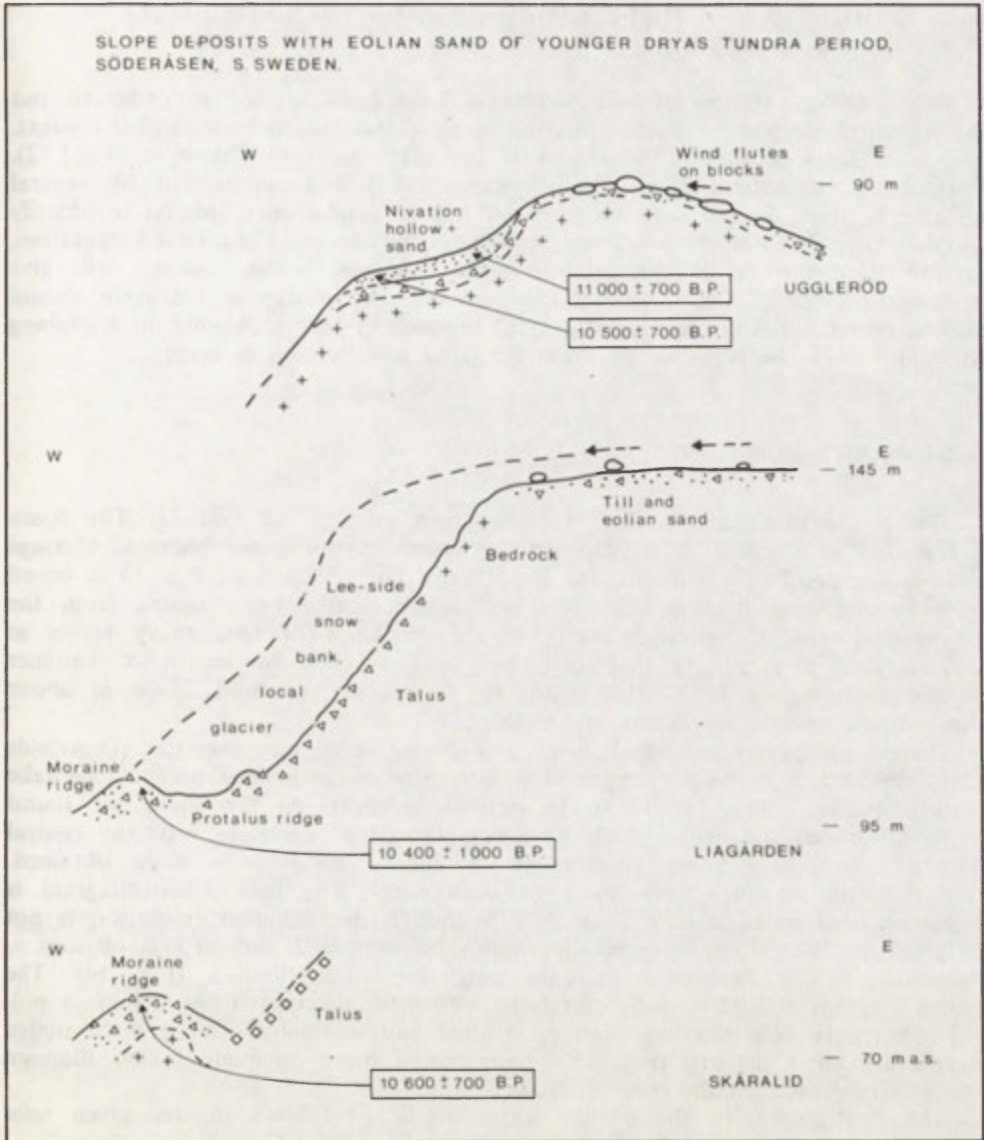 SLOPE DEPOSITS WITH EOLIAN SAND OF YOUNGER DRYAS TUNDRA PERIOD,
SÖDERÅSEN, S. SWEDEN.
W
Wind flutes
on blocks
E
90 m
Nivation
hollow +
sand
11 000 ± 700 B.P.
UGGLERÖD
10 500 ± 700 B.P.
W
E
145 m
Till and
eolian sand
Bedrock
Lee-side
snow
bank,
local
glacier
Talus
Moraine
ridge
Protalus ridge
95 m
10 400 ± 1 000 B.P.
LIAGÅRDEN
W
E
Moraine
ridge
Talus
70 m a.s.
10 600 ± 700 B.P.
SKÄRALID